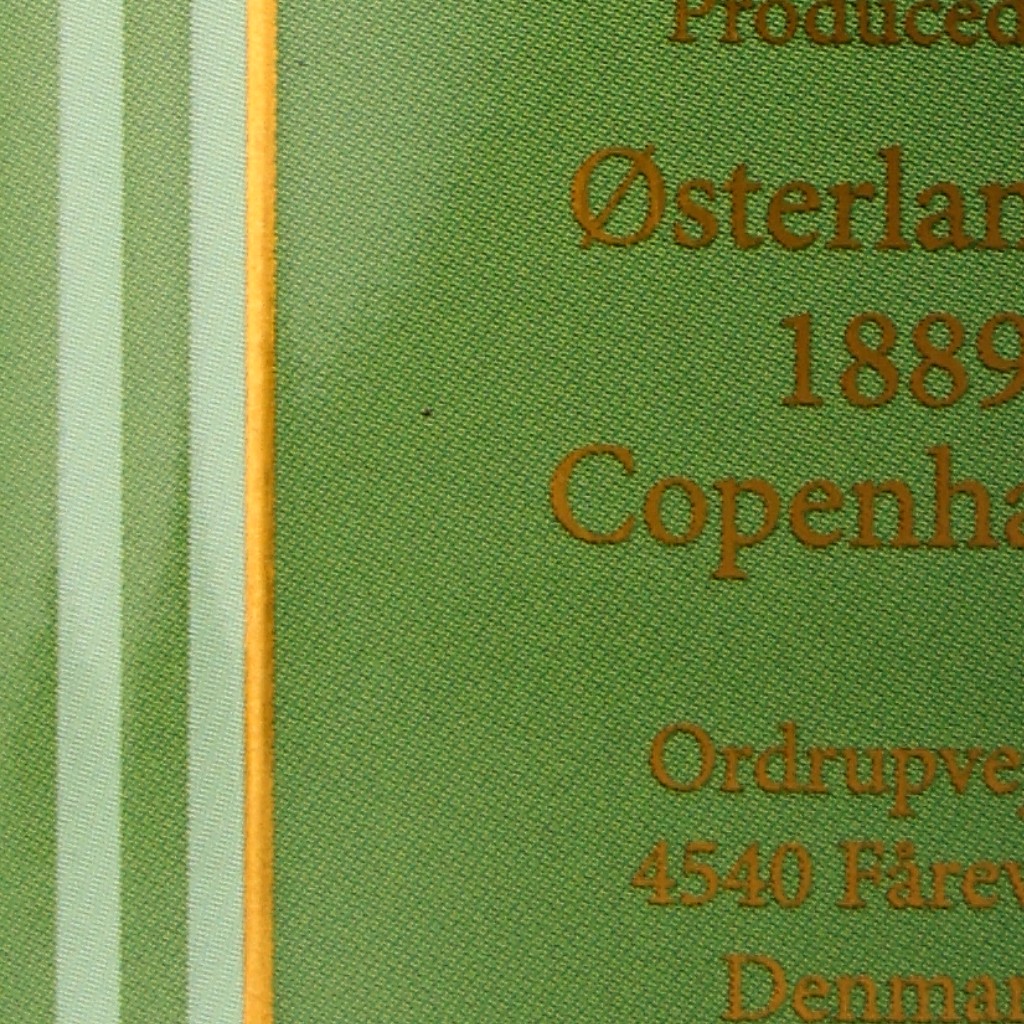 Produced
Østerlan
1889
Copenha
Ordrupve
4540 Fårev
Denmar